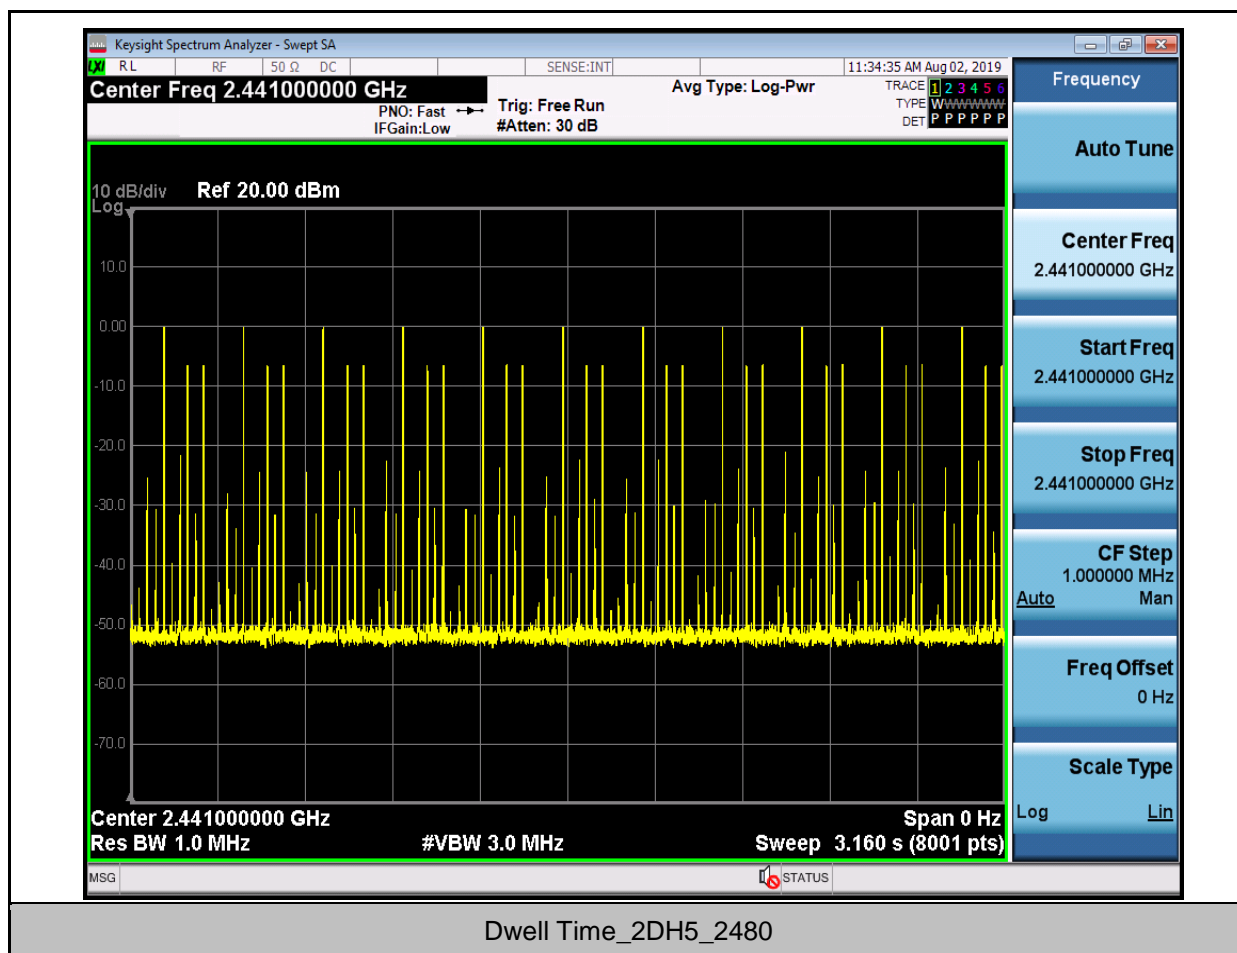 Keysight Spectrum Analyzer - Swept SA
LXI RL RF 50 Ω DC SENSE:INT 11:34:35 AM Aug 02, 2019
Center Freq 2.441000000 GHz
PNO: Fast
IFGain:Low
Trig: Free Run
#Atten: 30 dB
Avg Type: Log-Pwr
TRACE 1 2 3 4 5 6
TYPE WWWWWWW
DET P P P P P P
10 dB/div Ref 20.00 dBm
Log
10.0
0.00
-10.0
-20.0
-30.0
-40.0
-50.0
-60.0
-70.0
Center 2.441000000 GHz Span 0 Hz
Res BW 1.0 MHz #VBW 3.0 MHz Sweep 3.160 s (8001 pts)
MSG STATUS
Frequency
Auto Tune
Center Freq
2.441000000 GHz
Start Freq
2.441000000 GHz
Stop Freq
2.441000000 GHz
CF Step
1.000000 MHz
Auto Man
Freq Offset
0 Hz
Scale Type
Log Lin
Dwell Time_2DH5_2480